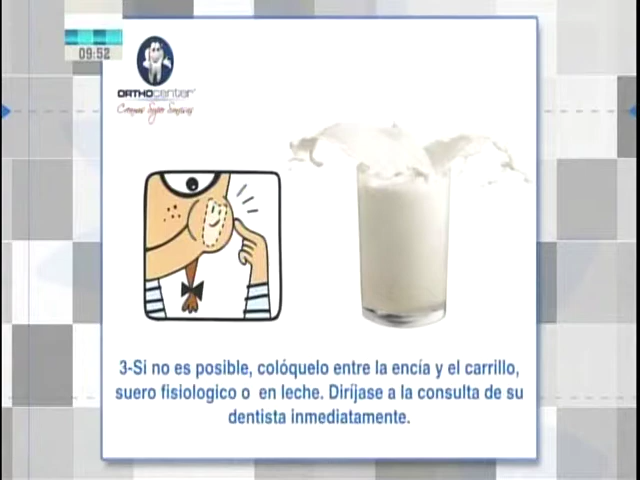 09:52
ORTHOcenter
3-Si no es posible, colóquelo entre la encía y el carrillo,
suero fisiologico o en leche. Diríjase a la consulta de su
dentista inmediatamente.